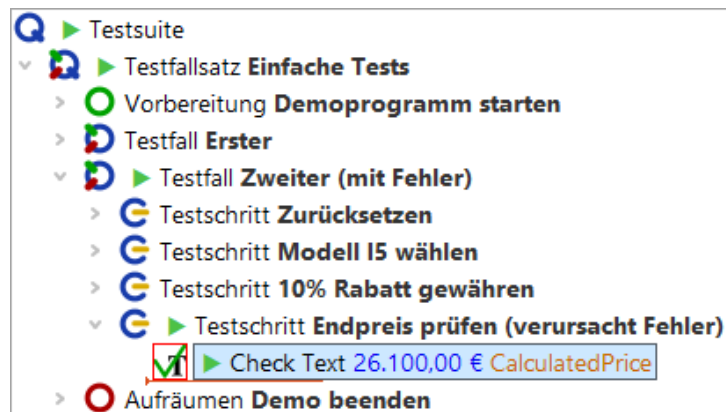 Testsuite
Testfallsatz Einfache Tests
Vorbereitung Demoprogramm starten
Testfall Erster
Testfall Zweiter (mit Fehler)
Testschritt Zurücksetzen
Testschritt Modell I5 wählen
Testschritt 10% Rabatt gewähren
Testschritt Endpreis prüfen (verursacht Fehler)
Check Text 26.100,00 € CalculatedPrice
Aufräumen Demo beenden